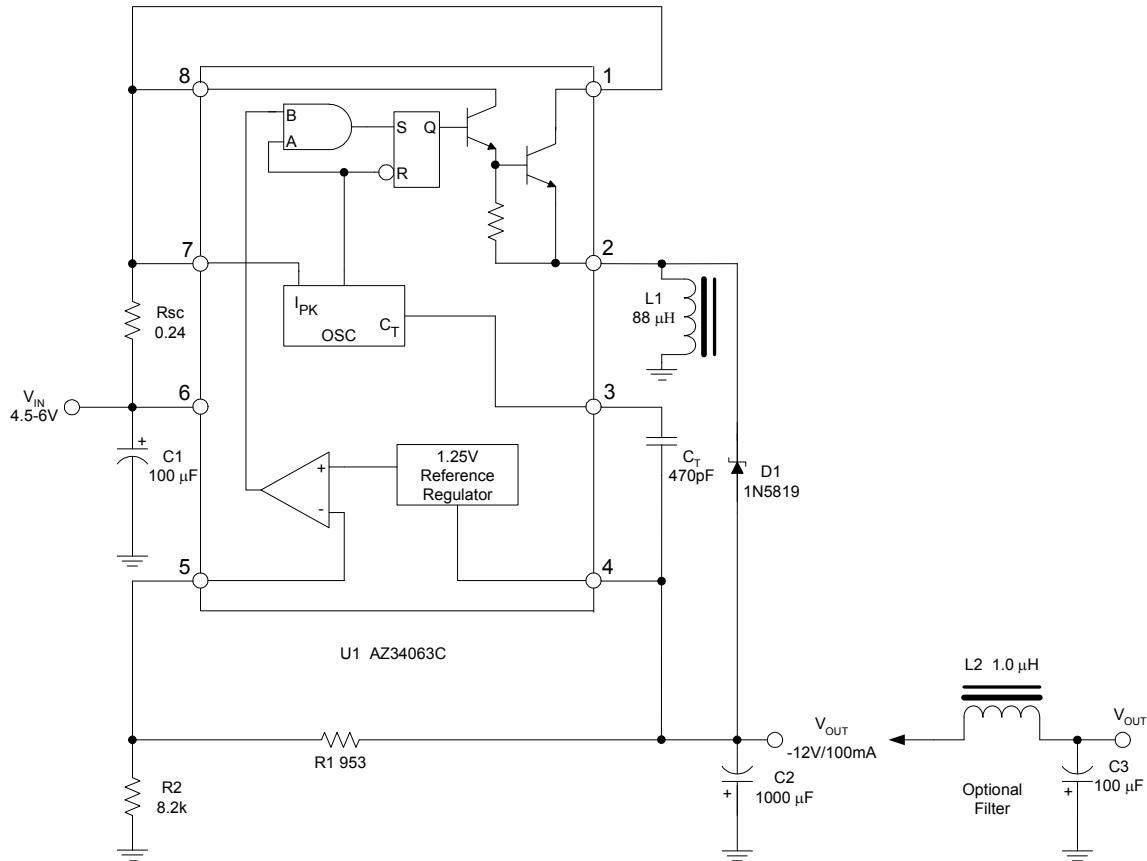 8
1
B
A
S
Q
R
7
2
I_PK
OSC
C_T
Rsc
0.24
L1
88 μH
V_IN
4.5-6V
6
3
C1
100 μF
+
1.25V
Reference
Regulator
+
-
C_T
470pF
D1
1N5819
5
4
U1 AZ34063C
L2 1.0 μH
R1 953
V_OUT
-12V/100mA
V_OUT
R2
8.2k
C2
1000 μF
+
Optional
Filter
C3
100 μF
+